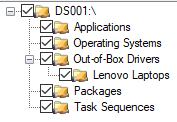 DS001:\
Applications
Operating Systems
Out-of-Box Drivers
Lenovo Laptops
Packages
Task Sequences